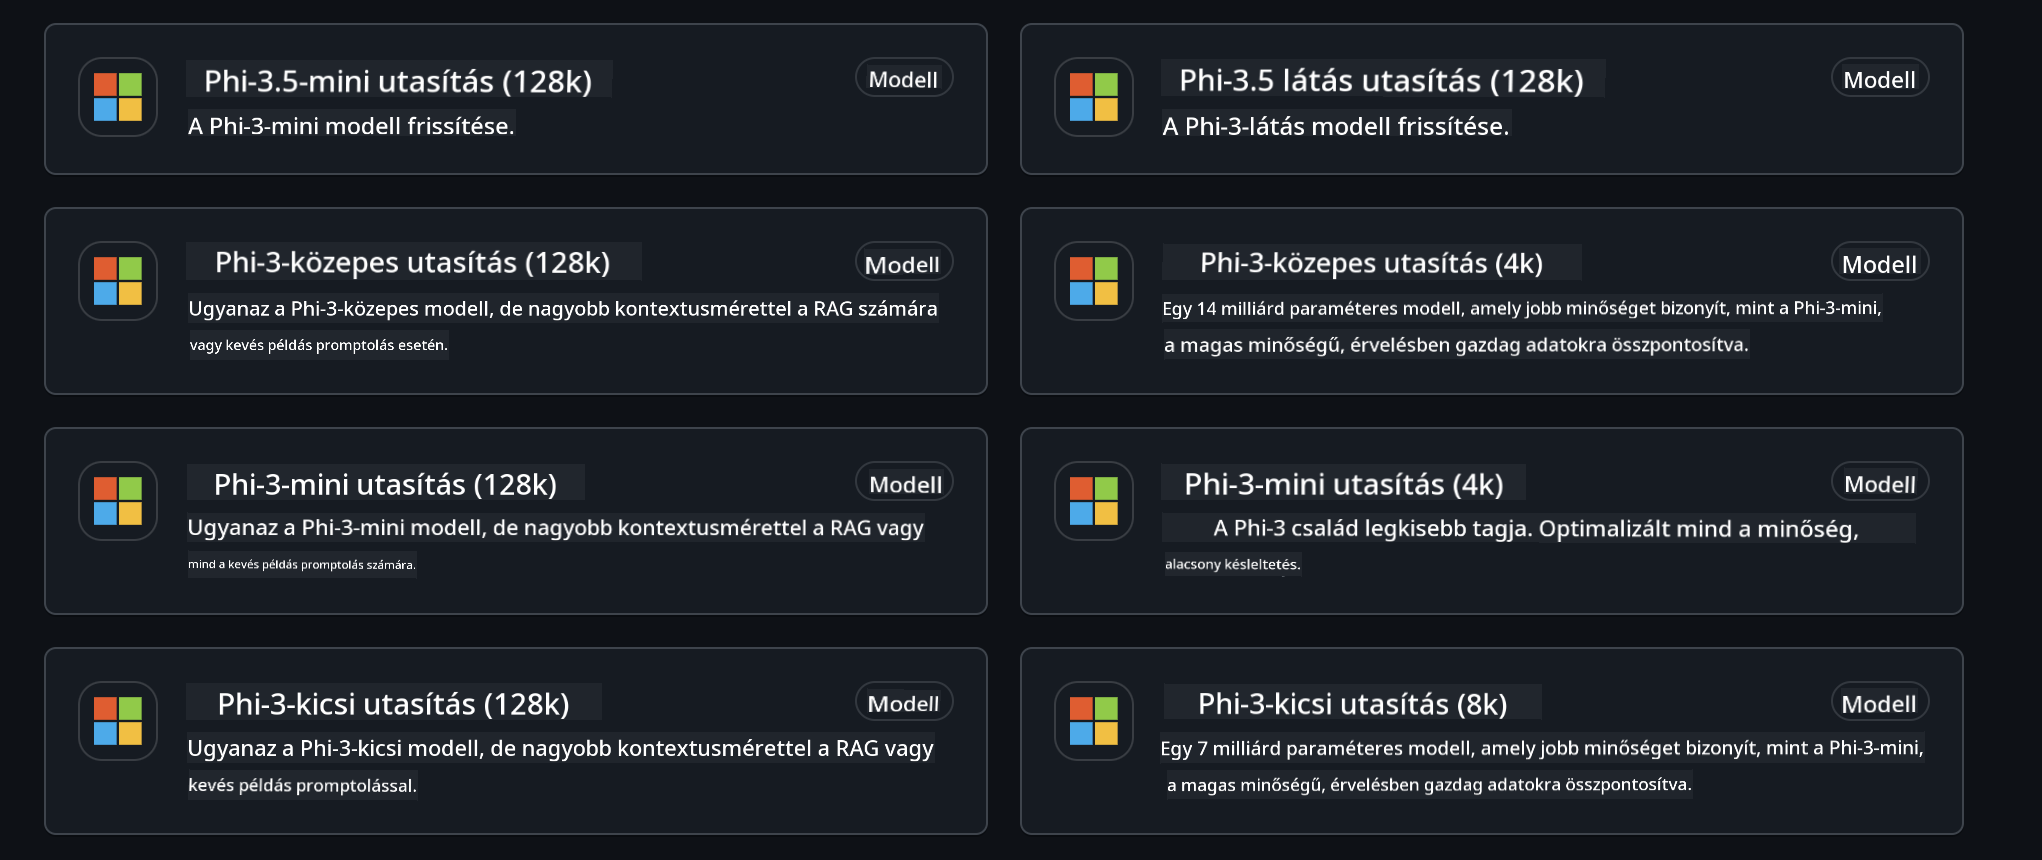 Phi-3.5-mini utasítás (128k)
Modell
A Phi-3-mini modell frissítése.
Phi-3.5 látás utasítás (128k)
Modell
A Phi-3-látás modell frissítése.
Phi-3-közepes utasítás (128k)
Modell
Ugyanaz a Phi-3-közepes modell, de nagyobb kontextusmérettel a RAG számára
vagy kevés példás promptolás esetén.
Phi-3-közepes utasítás (4k)
Modell
Egy 14 milliárd paraméteres modell, amely jobb minőséget bizonyít, mint a Phi-3-mini,
a magas minőségű, érvelésben gazdag adatokra összpontosítva.
Phi-3-mini utasítás (128k)
Modell
Ugyanaz a Phi-3-mini modell, de nagyobb kontextusmérettel a RAG vagy
mind a kevés példás promptolás számára.
Phi-3-mini utasítás (4k)
Modell
A Phi-3 család legkisebb tagja. Optimalizált mind a minőség,
alacsony késleltetés.
Phi-3-kicsi utasítás (128k)
Modell
Ugyanaz a Phi-3-kicsi modell, de nagyobb kontextusmérettel a RAG vagy
kevés példás promptolással.
Phi-3-kicsi utasítás (8k)
Modell
Egy 7 milliárd paraméteres modell, amely jobb minőséget bizonyít, mint a Phi-3-mini,
a magas minőségű, érvelésben gazdag adatokra összpontosítva.